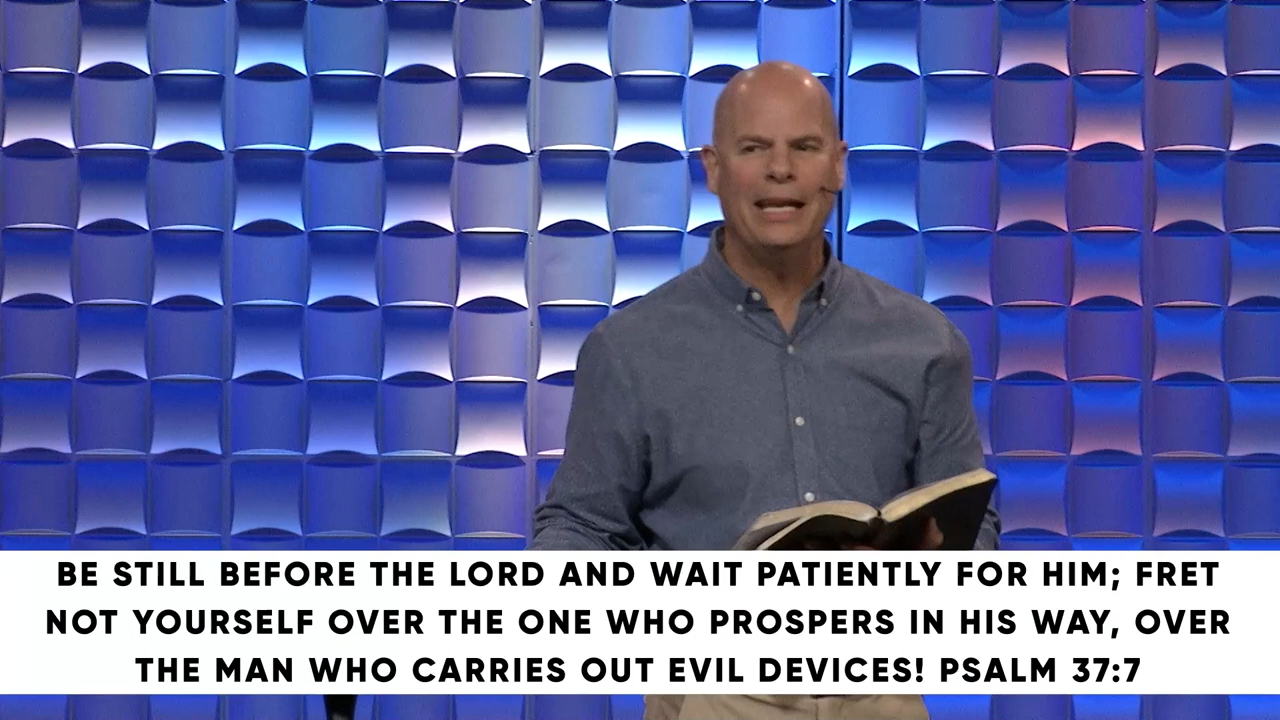 BE STILL BEFORE THE LORD AND WAIT PATIENTLY FOR HIM; FRET
NOT YOURSELF OVER THE ONE WHO PROSPERS IN HIS WAY, OVER
THE MAN WHO CARRIES OUT EVIL DEVICES! PSALM 37:7